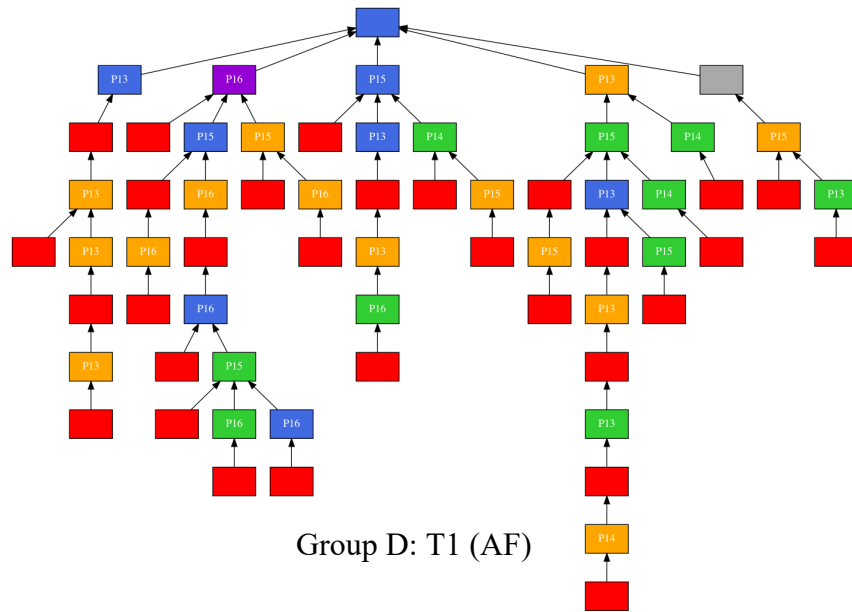 P13 P16 P15 P13
P15 P15 P13 P14 P15 P14 P15
P13 P16 P16 P15 P13 P14 P13
P13 P16 P13 P15 P15
P16 P16 P13
P13 P15
P16 P16 P13
P14
Group D: T1 (AF)